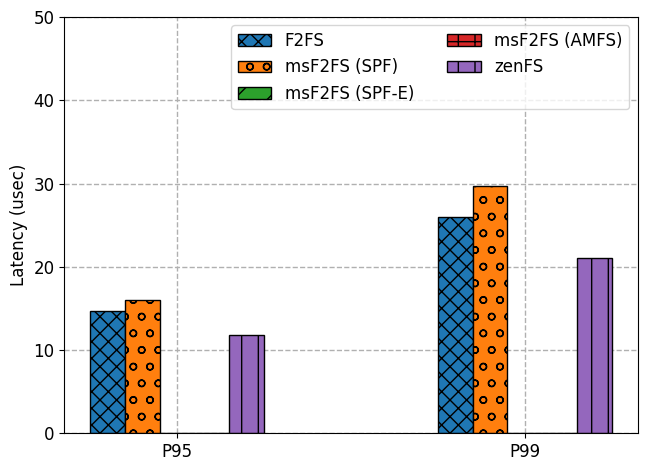 50
40
30
20
10
0
Latency (usec)
F2FS
msF2FS (SPF)
msF2FS (SPF-E)
msF2FS (AMFS)
zenFS
P95
P99